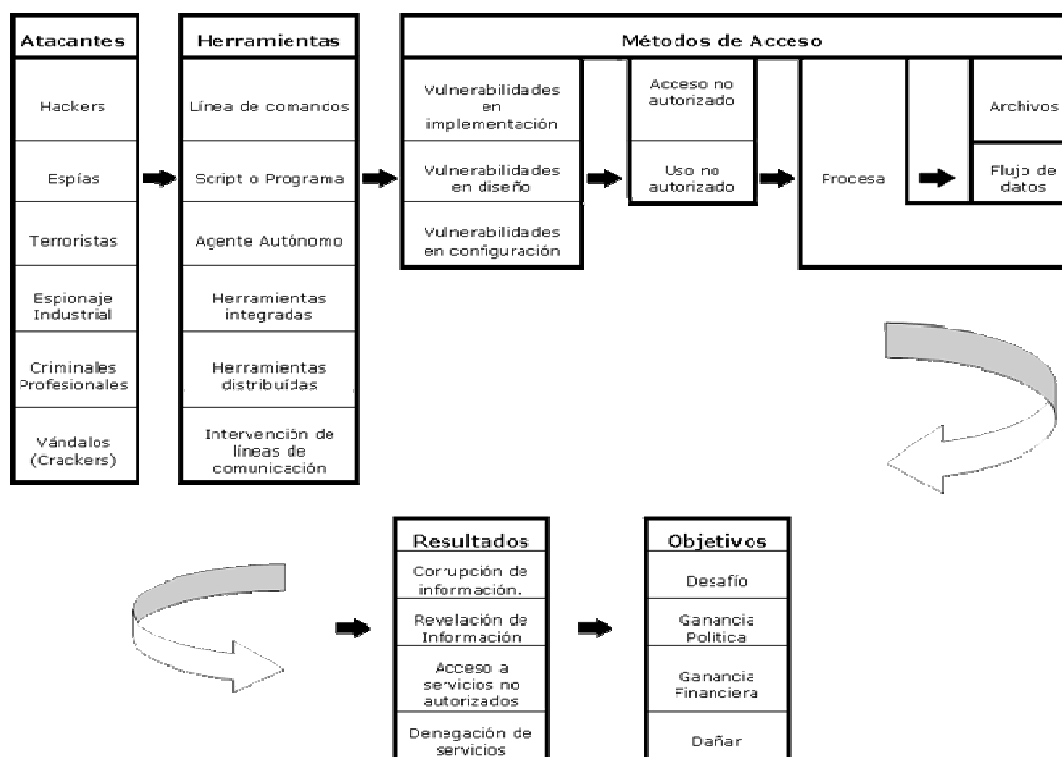 Atacantes
Hackers
Espías
Terroristas
Espionaje
Industrial
Criminales
Profesionales
Vándalos
(Crackers)
Herramientas
Línea de comandos
Script o Programa
Agente Autónomo
Herramientas
integradas
Herramientas
distribuidas
Intervención de
líneas de
comunicación
Métodos de Acceso
Vulnerabilidades
en
implementación
Vulnerabilidades
en diseño
Vulnerabilidades
en configuración
Acceso no
autorizado
Uso no
autorizado
Procesa
Archivos
Flujo de
datos
Resultados
Corrupción de
información.
Revelación de
Información
Acceso a
servicios no
autorizados
Denegación de
servicios
Objetivos
Desafío
Ganancia
Política
Ganancia
Financiera
Dañar